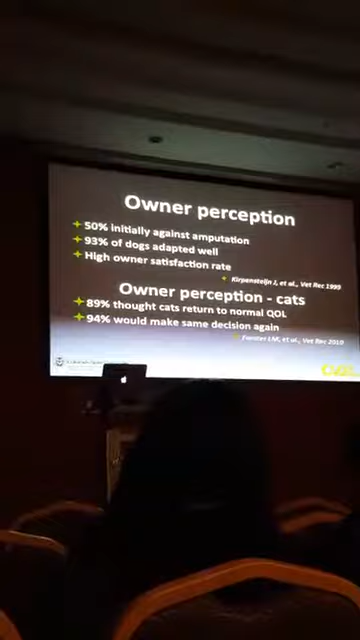 Owner perception
50% initially against amputation
93% of dogs adapted well
High owner satisfaction rate
Kirpensteijn J, et al., Vet Rec 1999
Owner perception - cats
89% thought cats return to normal QOL
94% would make same decision again
Forster LM, et al., Vet Rec 2010